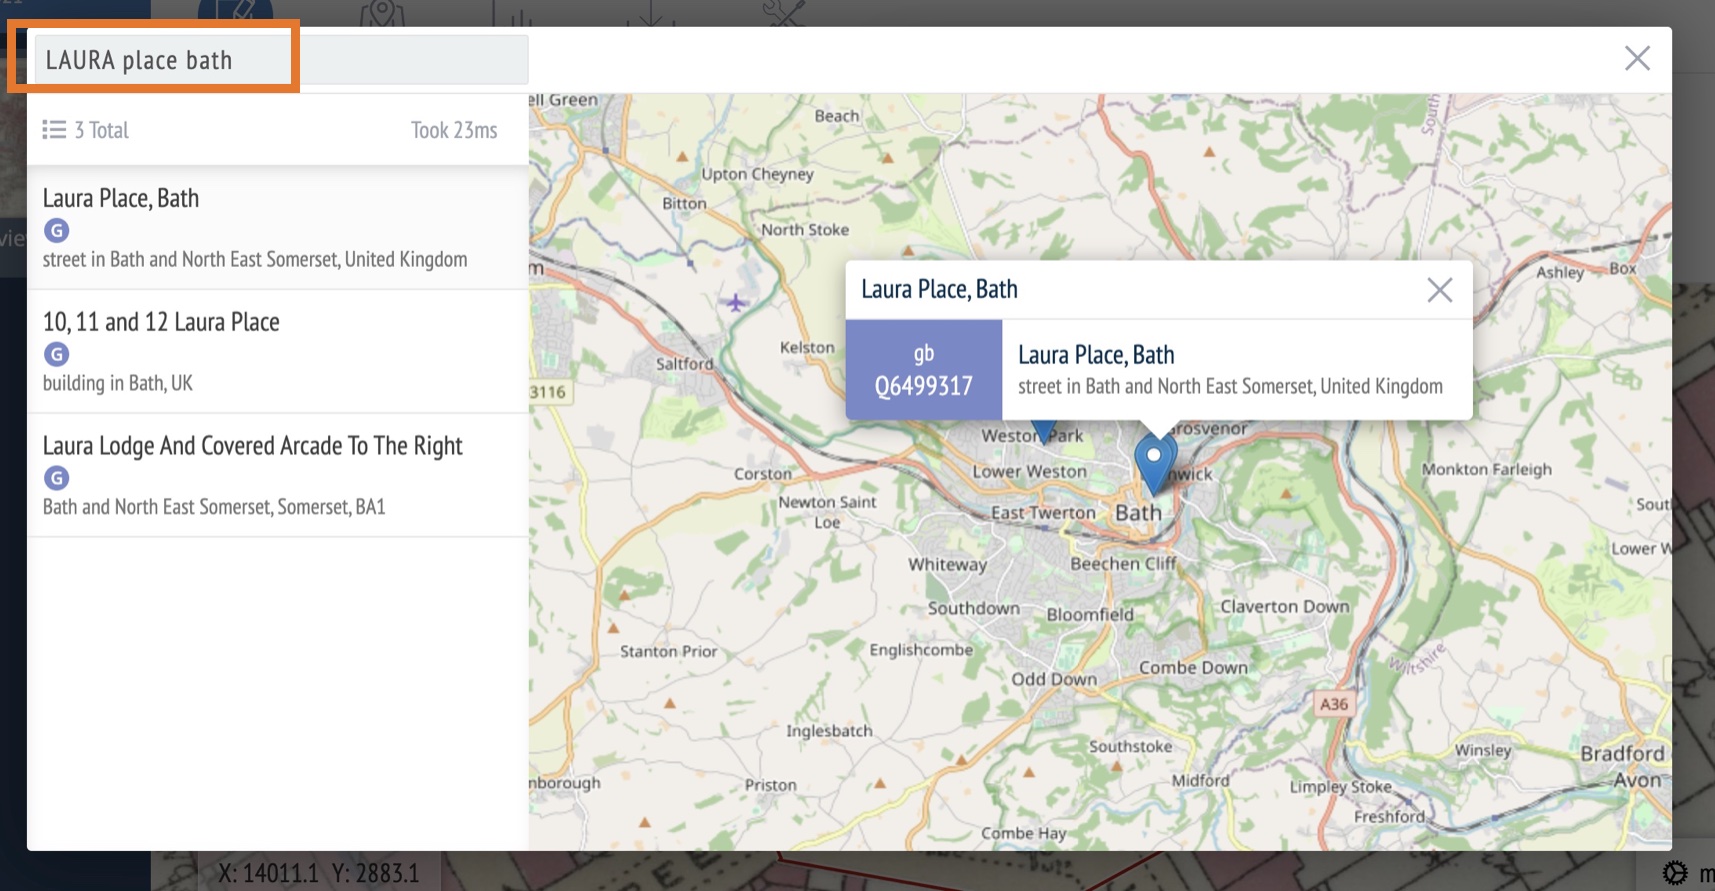 LAURA place bath
3 Total
Took 23ms
Laura Place, Bath
G
street in Bath and North East Somerset, United Kingdom
10, 11 and 12 Laura Place
G
building in Bath, UK
Laura Lodge And Covered Arcade To The Right
G
Bath and North East Somerset, Somerset, BA1
ell Green
Beach
South
Upton Cheyney
Bitton
North Stoke
m
Ashley
Box
Laura Place, Bath
gb
Q6499317
Laura Place, Bath
street in Bath and North East Somerset, United Kingdom
Kelston
Saltford
3116
Weston Park
rosvenor
Lower Weston
nwick
Monkton Farleigh
Corston
Newton Saint
Loe
East Twerton
Bath
Sout
Lower W
Whiteway
Beechen Cliff
Southdown
Bloomfield
Claverton Down
Stanton Prior
Englishcombe
Combe Down
Wiltshire
Odd Down
A36
Inglesbatch
Southstoke
Winsley
Bradford
Avon
nborough
Priston
Midford
Limpley Stoke
Freshford
Combe Hay
X: 14011.1 Y: 2883.1
m